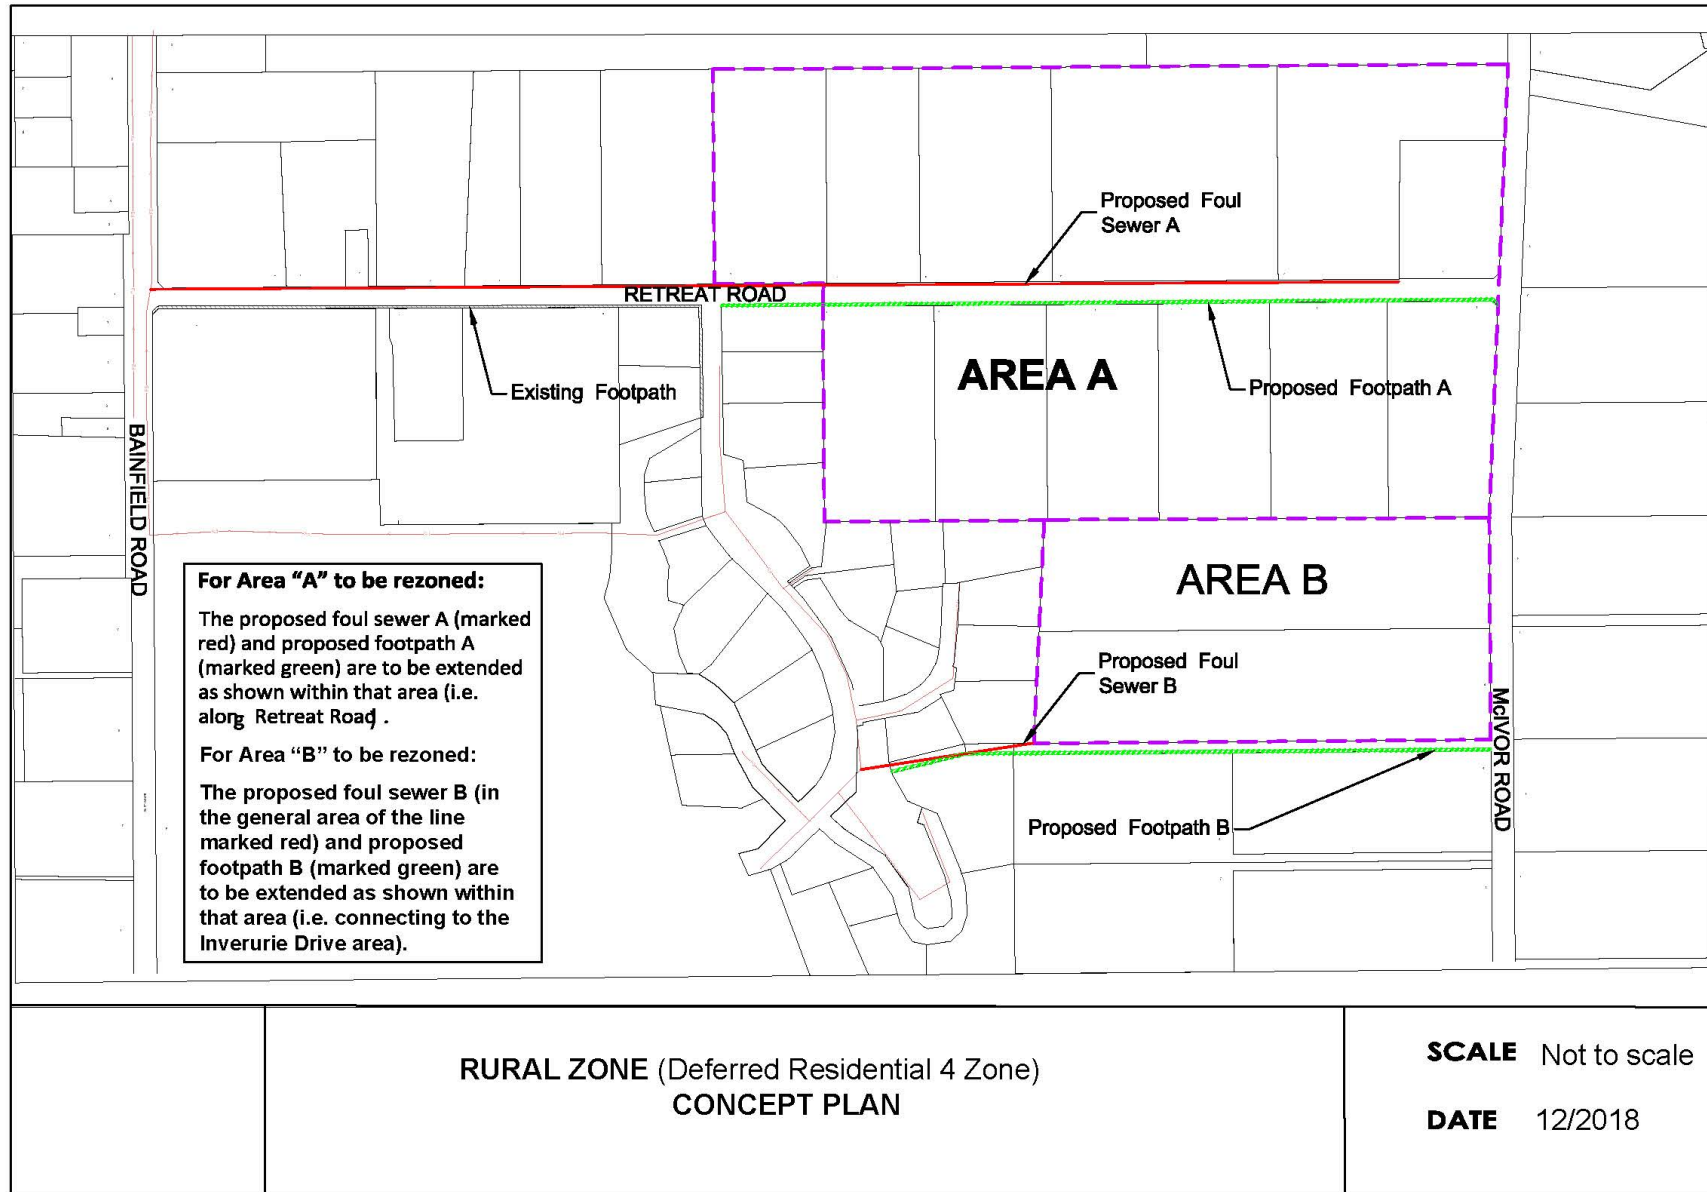 Proposed Foul
Sewer A
RETREAT ROAD
AREA A
Existing Footpath
Proposed Footpath A
BAINFIELD ROAD
AREA B
For Area “A” to be rezoned:
The proposed foul sewer A (marked
red) and proposed footpath A
(marked green) are to be extended
as shown within that area (i.e.
along Retreat Road .
For Area “B” to be rezoned:
The proposed foul sewer B (in
the general area of the line
marked red) and proposed
footpath B (marked green) are
to be extended as shown within
that area (i.e. connecting to the
Inverurie Drive area).
Proposed Foul
Sewer B
McIVOR ROAD
Proposed Footpath B
RURAL ZONE (Deferred Residential 4 Zone)
CONCEPT PLAN
SCALE Not to scale
DATE 12/2018